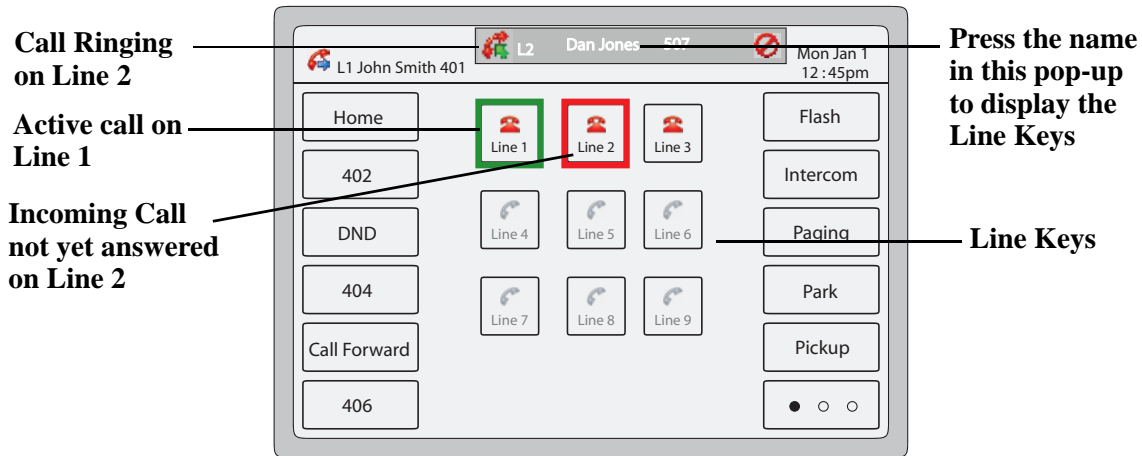 Call Ringing
on Line 2
Active call on
Line 1
Incoming Call
not yet answered
on Line 2
L1 John Smith 401
L2 Dan Jones 507
Mon Jan 1
12 : 45pm
Home
402
DND
404
Call Forward
406
Line 1
Line 2
Line 3
Line 4
Line 5
Line 6
Line 7
Line 8
Line 9
Flash
Intercom
Paging
Park
Pickup
Press the name
in this pop-up
to display the
Line Keys
Line Keys